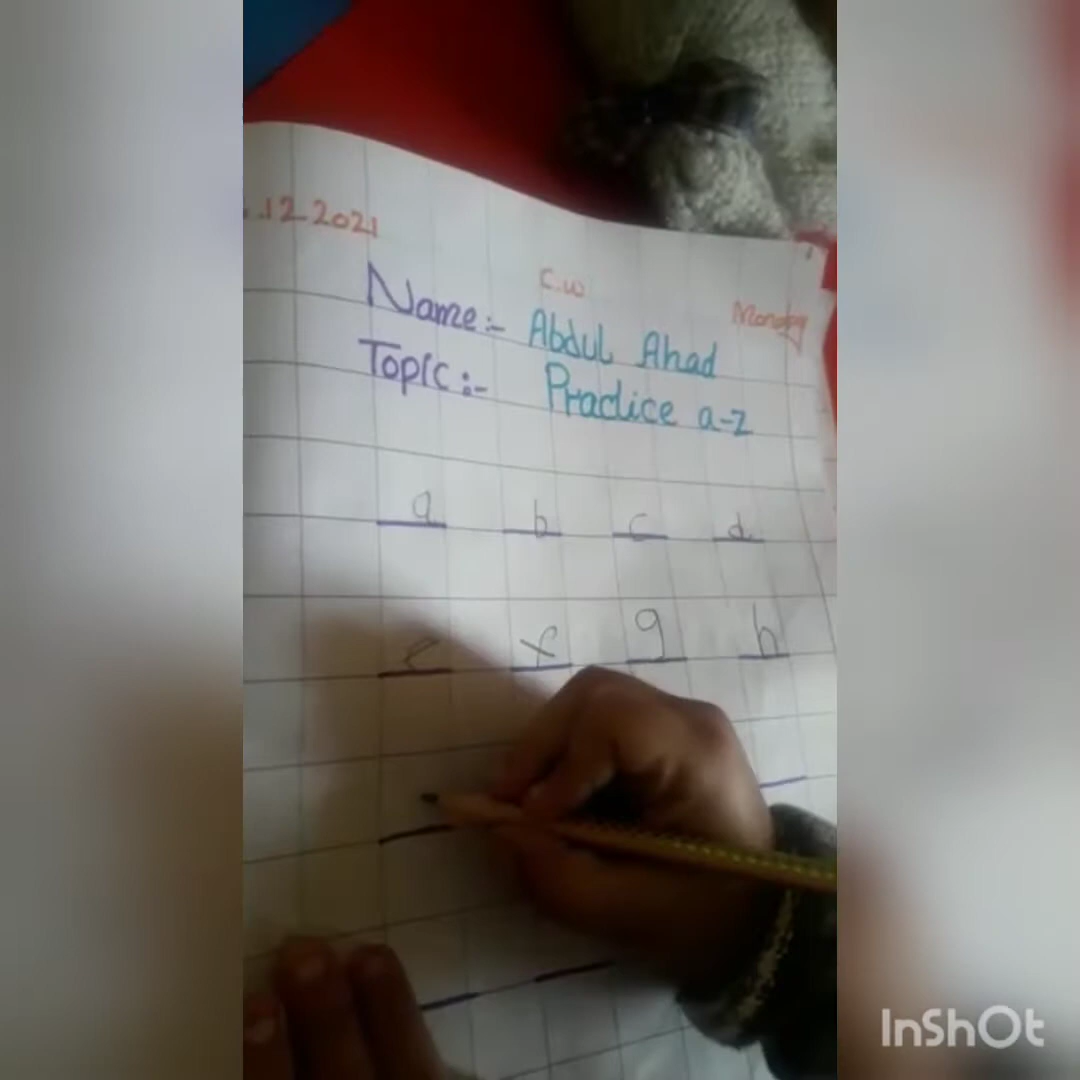 .12 2021
C.W
Monday
Name:- Abdul Ahad
Topic:- Practice a-z
a b c d
e f g h
InShOt